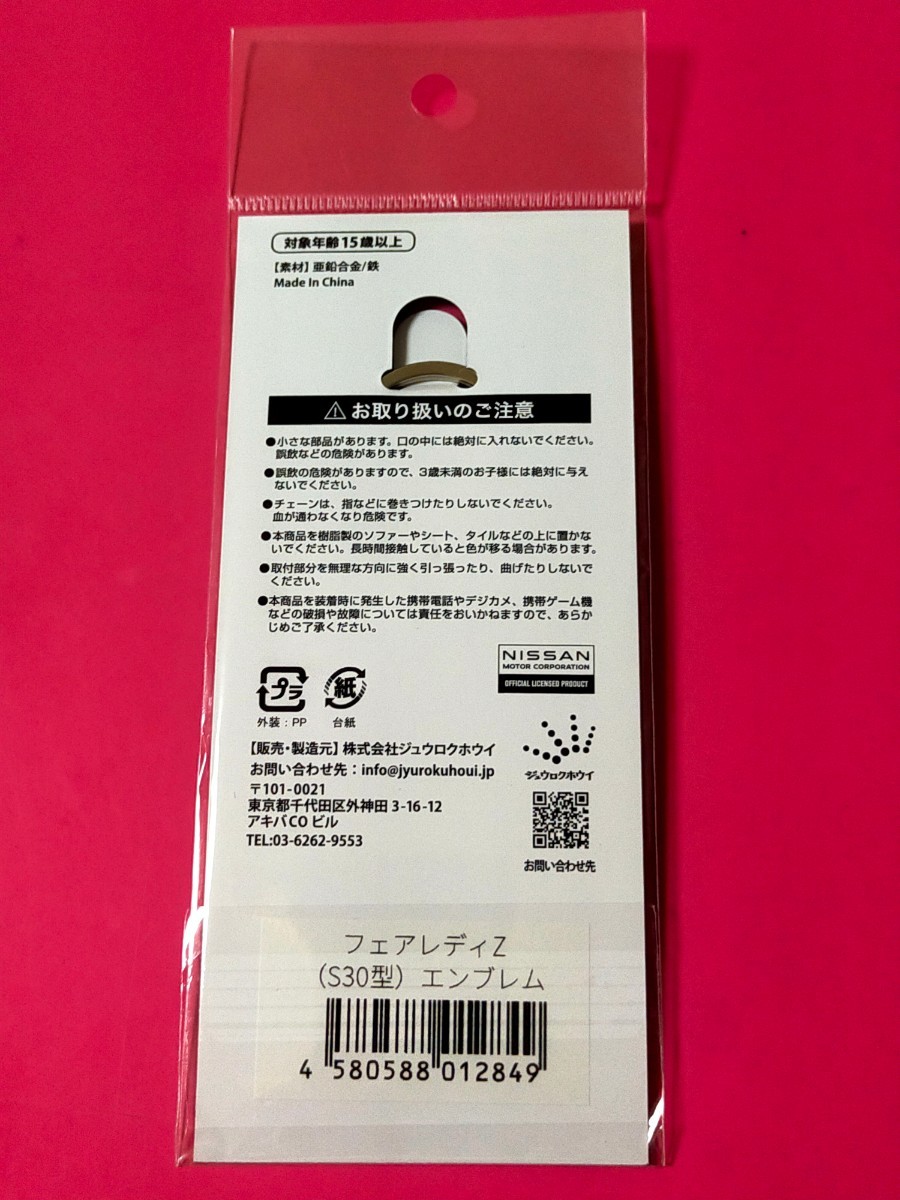 対象年齢15歳以上
【素材】亜鉛合金/鉄
Made In China
⚠お取り扱いのご注意
●小さな部品があります。口の中には絶対に入れないでください。
誤飲などの危険があります。
●誤飲の危険がありますので、3歳未満のお子様には絶対に与え
ないでください。
●チェーンは、指などに巻きつけたりしないでください。
血が通わなくなり危険です。
●本商品を樹脂製のソファーやシート、タイルなどの上に置かな
いでください。長時間接触していると色が移る場合があります。
●取付部分を無理な方向に強く引っ張ったり、曲げたりしないで
ください。
●本商品を装着時に発生した携帯電話やデジカメ、携帯ゲーム機
などの破損や故障については責任をおいかねますので、あらか
じめご了承ください。
NISSAN
MOTOR CORPORATION
OFFICIAL LICENSED PRODUCT
プラ
紙
外装:PP
台紙
【販売・製造元】株式会社ジュウロクホウイ
お問い合わせ先:info@jyurokuhoui.jp
〒101-0021
東京都千代田区外神田 3-16-12
アキバCO ビル
TEL:03-6262-9553
ジュウロクホウイ
お問い合わせ先
フェアレディZ
(S30型) エンブレム
4 580588 012849